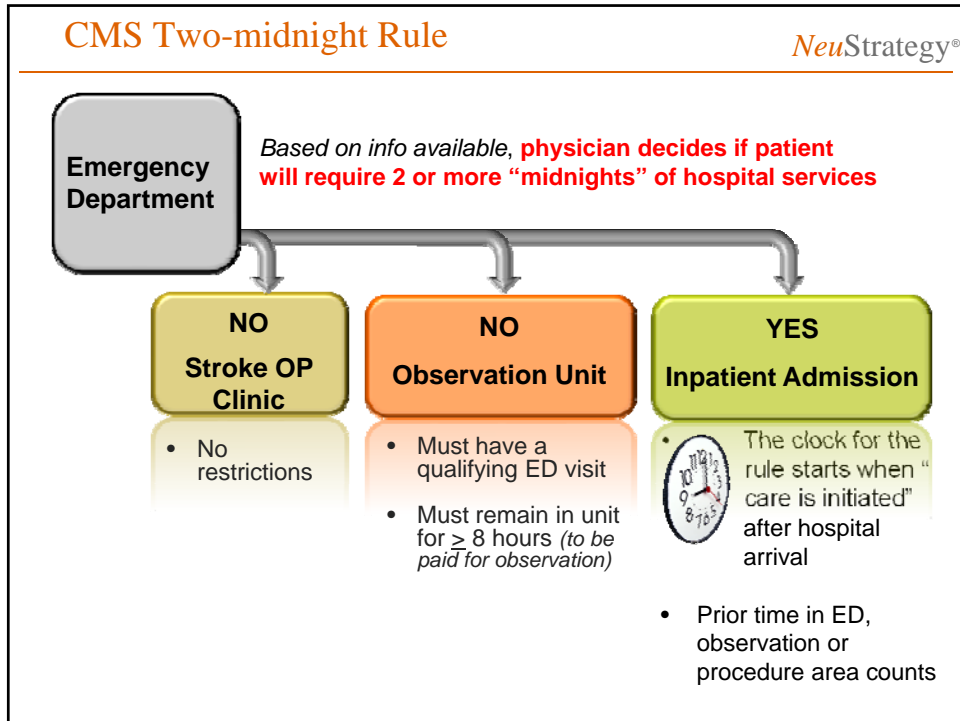 CMS Two-midnight Rule
NeuStrategy®
Emergency
Department
Based on info available, physician decides if patient
will require 2 or more “midnights” of hospital services
NO
Stroke OP
Clinic
• No
restrictions
NO
Observation Unit
• Must have a
qualifying ED visit
• Must remain in unit
for > 8 hours (to be
paid for observation)
YES
Inpatient Admission
• The clock for the
rule starts when “
care is initiated”
after hospital
arrival
• Prior time in ED,
observation or
procedure area counts